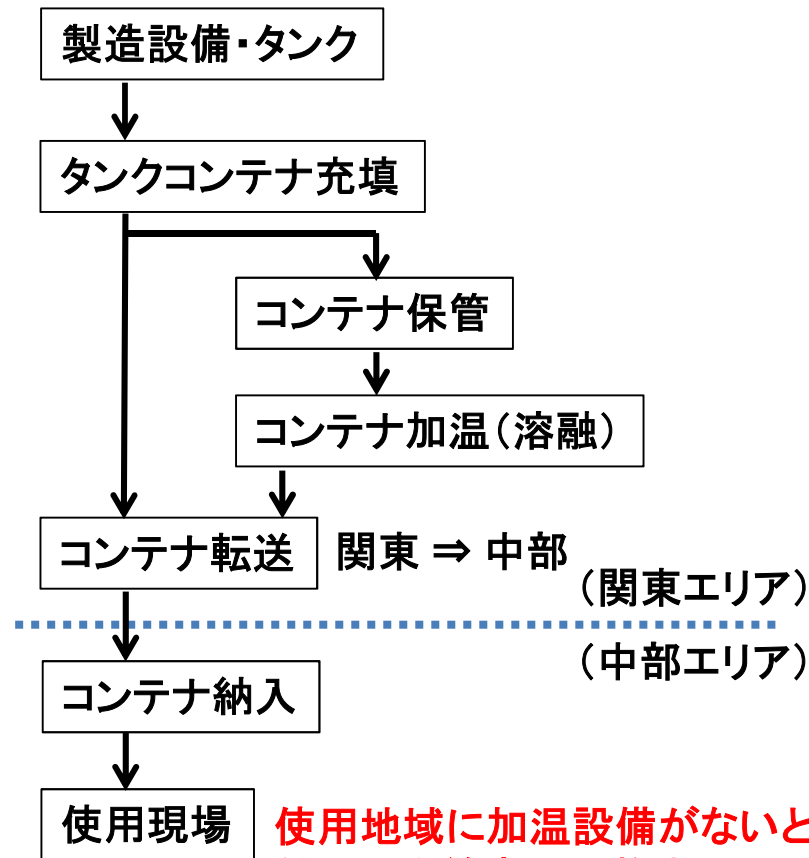 製造設備・タンク
タンクコンテナ充填
コンテナ保管
コンテナ加温（溶融）
コンテナ転送 関東 ⇒ 中部
（関東エリア）
（中部エリア）
コンテナ納入
使用現場 使用地域に加温設備がないと